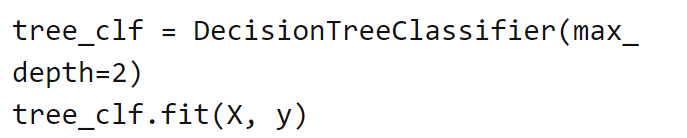 tree_clf = DecisionTreeClassifier(max_
depth=2)
tree_clf.fit(X, y)